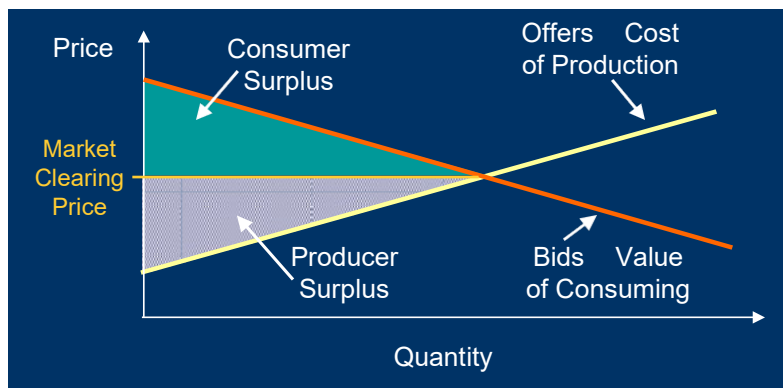 Price
Consumer
Surplus
Offers Cost
of Production
Market
Clearing
Price
Producer
Surplus
Bids Value
of Consuming
Quantity